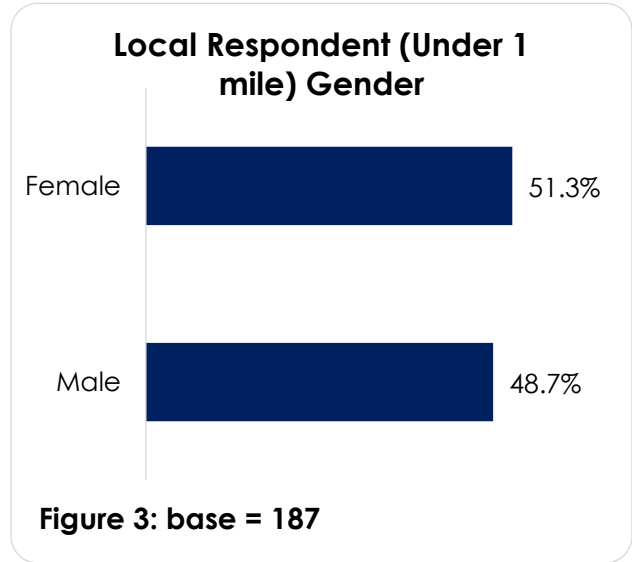 Local Respondent (Under 1
mile) Gender
Female
51.3%
Male
48.7%
Figure 3: base = 187